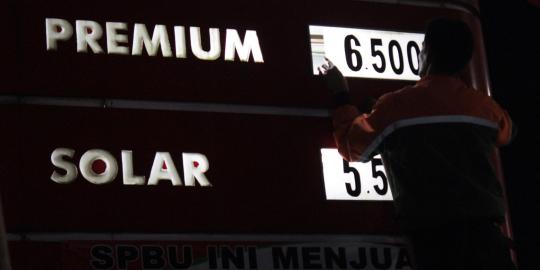 PREMIUM 6.500
SOLAR 5.5
SPBU INI MENJUA